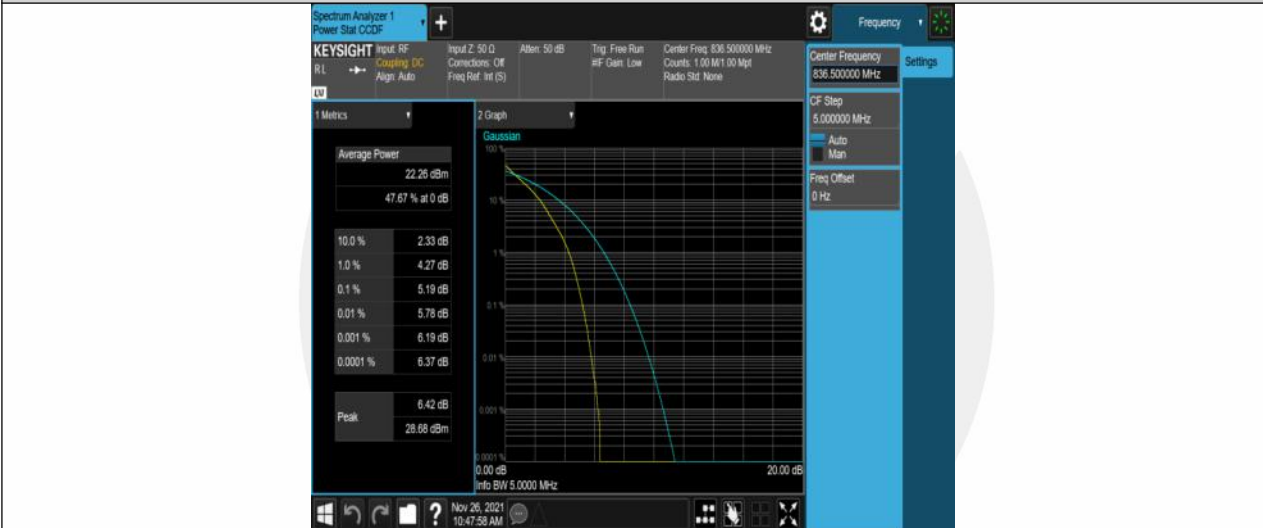 Spectrum Analyzer 1
Power Stat CCDF
+
Frequency
KEYSIGHT
Input: RF
Coupling: DC
Align: Auto
RL
LXI
Input Z: 50 Ω
Corrections: Off
Freq Ref: Int (S)
Atten: 50 dB
Trig: Free Run
#IF Gain: Low
Center Freq: 836.500000 MHz
Counts: 1.00 M/1.00 Mpt
Radio Std: None
Center Frequency
836.500000 MHz
Settings
CF Step
5.000000 MHz
Auto
Man
Freq Offset
0 Hz
1 Metrics
Average Power
22.26 dBm
47.67 % at 0 dB
10.0 % 2.33 dB
1.0 % 4.27 dB
0.1 % 5.19 dB
0.01 % 5.78 dB
0.001 % 6.19 dB
0.0001 % 6.37 dB
Peak
6.42 dB
28.68 dBm
2 Graph
Gaussian
100 %
10 %
1 %
0.1 %
0.01 %
0.001 %
0.0001 %
0.00 dB 20.00 dB
Info BW 5.0000 MHz
?
Nov 26, 2021
10:47:58 AM